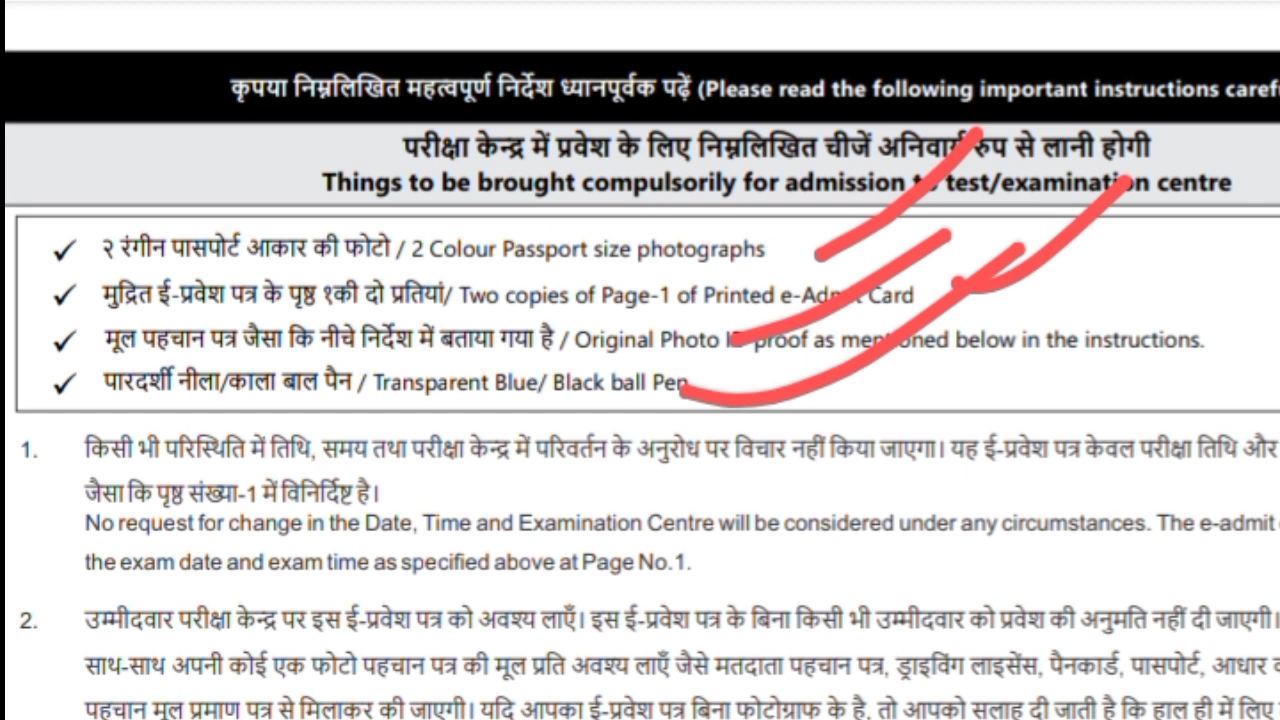 कृपया निम्नलिखित महत्वपूर्ण निर्देश ध्यानपूर्वक पढ़ें (Please read the following important instructions
परीक्षा केन्द्र में प्रवेश के लिए निम्नलिखित चीजें अनिवार्य रुप से लानी होगी
Things to be brought compulsorily for admission to test/examination centre
✓ २ रंगीन पासपोर्ट आकार की फोटो / 2 Colour Passport size photographs
✓ मुद्रित ई-प्रवेश पत्र के पृष्ठ १की दो प्रतियां/ Two copies of Page-1 of Printed e-Admit Card
✓ मूल पहचान पत्र जैसा कि नीचे निर्देश में बताया गया है / Original Photo ID proof as mentioned below in the instructions.
✓ पारदर्शी नीला/काला बाल पैन / Transparent Blue/ Black ball Pen
1. किसी भी परिस्थिति में तिथि, समय तथा परीक्षा केन्द्र में परिवर्तन के अनुरोध पर विचार नहीं किया जाएगा। यह ई-प्रवेश पत्र केवल परीक्षा तिथि और
जैसा कि पृष्ठ संख्या-1 में विनिर्दिष्ट है।
No request for change in the Date, Time and Examination Centre will be considered under any circumstances. The e-admit
the exam date and exam time as specified above at Page No.1.
2. उम्मीदवार परीक्षा केन्द्र पर इस ई-प्रवेश पत्र को अवश्य लाएँ। इस ई-प्रवेश पत्र के बिना किसी भी उम्मीदवार को प्रवेश की अनुमति नहीं दी जाएगी।
साथ-साथ अपनी कोई एक फोटो पहचान पत्र की मूल प्रति अवश्य लाएँ जैसे मतदाता पहचान पत्र, ड्राइविंग लाइसेंस, पैनकार्ड, पासपोर्ट, आधार
पहचान मूल प्रमाण पत्र से मिलाकर की जाएगी। यदि आपका ई-प्रवेश पत्र बिना फोटोग्राफ के है, तो आपको सलाह दी जाती है कि हाल ही में लिए